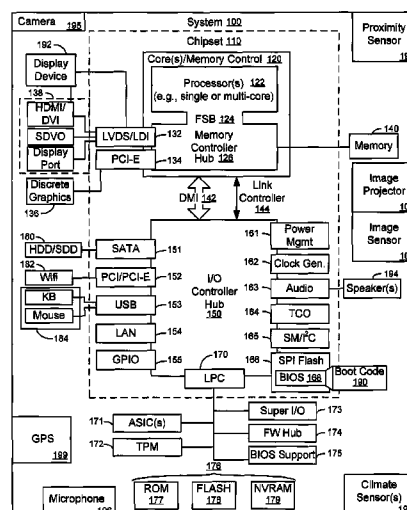 Camera
195
System 100
Proximity
Sensor
Chipset 110
192
Display
Device
Core(s)/Memory Control 120
Processor(s)
122
(e.g., single or multi-core)
138
HDMI/
DVI
SDVO
Display
Port
FSB 124
LVDS/LDI
132
Memory
Controller
Hub 126
140
Memory
PCI-E
134
Discrete
Graphics
136
DMI 142
Link
Controller
144
Image
Projector
Image
Sensor
180
HDD/SDD
SATA
151
161
Power
Mgmt
182
Wifi
PCI/PCI-E
152
162
Clock Gen.
KB
Mouse
184
USB
153
I/O
Controller
Hub
150
163
Audio
194
Speaker(s)
LAN
154
164
TCO
165
SM/I²C
GPIO
155
166
SPI Flash
BIOS 168
Boot Code
190
170
LPC
171
ASIC(s)
Super I/O
173
172
TPM
FW Hub
174
BIOS Support
175
GPS
199
176
ROM
177
FLASH
178
NVRAM
179
Microphone
Climate
Sensor(s)